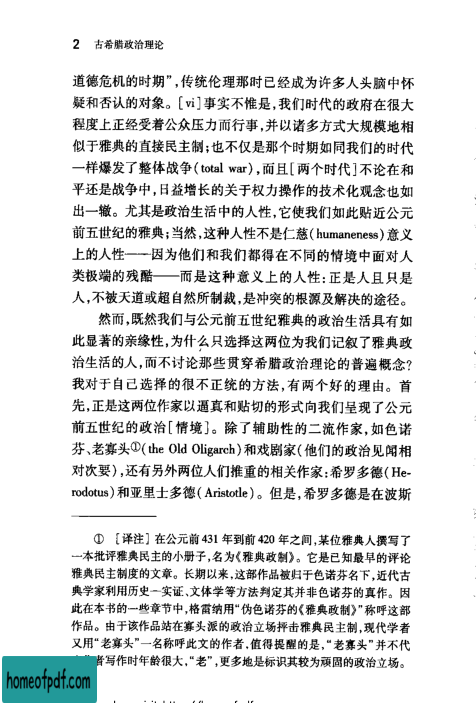 2 古希腊政治理论
道德危机的时期”,传统伦理那时已经成为许多人头脑中怀
疑和否认的对象。[vi]事实不惟是,我们时代的政府在很大
程度上正经受着公众压力而行事,并以诸多方式大规模地相
似于雅典的直接民主制;也不仅是那个时期如同我们的时代
一样爆发了整体战争(total war),而且[两个时代]不论在和
平还是战争中,日益增长的关于权力操作的技术化观念也如
出一辙。尤其是政治生活中的人性,它使我们如此贴近公元
前五世纪的雅典;当然,这种人性不是仁慈(humaneness)意义
上的人性——因为他们和我们都得在不同的情境中面对人
类极端的残酷——而是这种意义上的人性:正是人且只是
人,不被天道或超自然所制裁,是冲突的根源及解决的途径。
然而,既然我们与公元前五世纪雅典的政治生活具有如
此显著的亲缘性,为什么只选择这两位为我们记叙了雅典政
治生活的人,而不讨论那些贯穿希腊政治理论的普遍概念?
我对于自己选择的很不正统的方法,有两个好的理由。首
先,正是这两位作家以逼真和贴切的形式向我们呈现了公元
前五世纪的政治[情境]。除了辅助性的二流作家,如色诺
芬、老寡头①(the Old Oligarch)和戏剧家(他们的政治见闻相
对次要),还有另外两位人们推重的相关作家:希罗多德(He-
rodotus)和亚里士多德(Aristotle)。但是,希罗多德是在波斯
① [译注] 在公元前 431 年到前 420 年之间,某位雅典人撰写了
一本批评雅典民主的小册子,名为《雅典政制》。它是已知最早的评论
雅典民主制度的文章。长期以来,这部作品被归于色诺芬名下,近代古
典学家利用历史—实证、文体学等方法判定其并非色诺芬的真作。因
此在本书的一些章节中,格雷纳用“伪色诺芬的《雅典政制》”称呼这部
作品。由于该作品站在寡头派的政治立场抨击雅典民主制,现代学者
又用“老寡头”一名称呼此文的作者,值得提醒的是,“老寡头”并不代
者写作时年龄很大,“老”,更多地是标识其较为顽固的政治立场。
homeofpdf.com